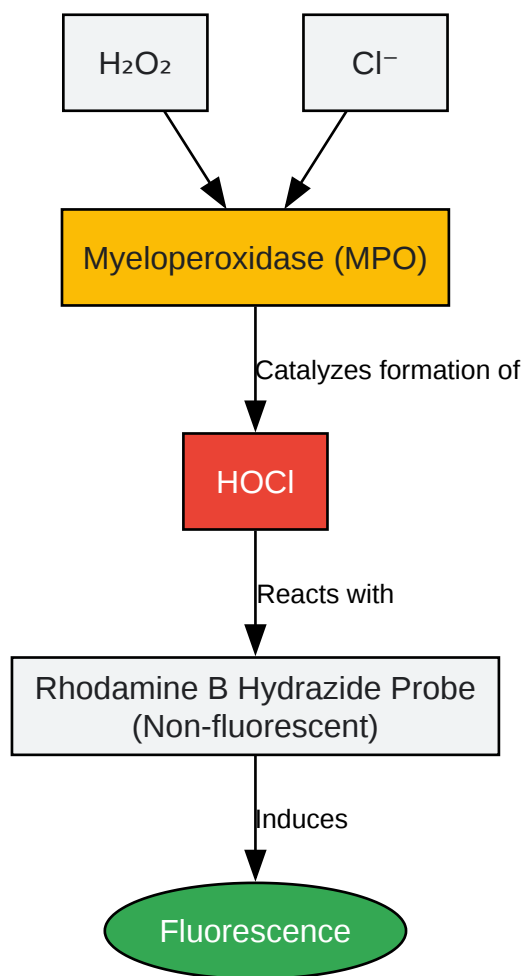 H₂O₂
Cl⁻
Myeloperoxidase (MPO)
Catalyzes formation of
HOCl
Reacts with
Rhodamine B Hydrazide Probe
(Non-fluorescent)
Induces
Fluorescence